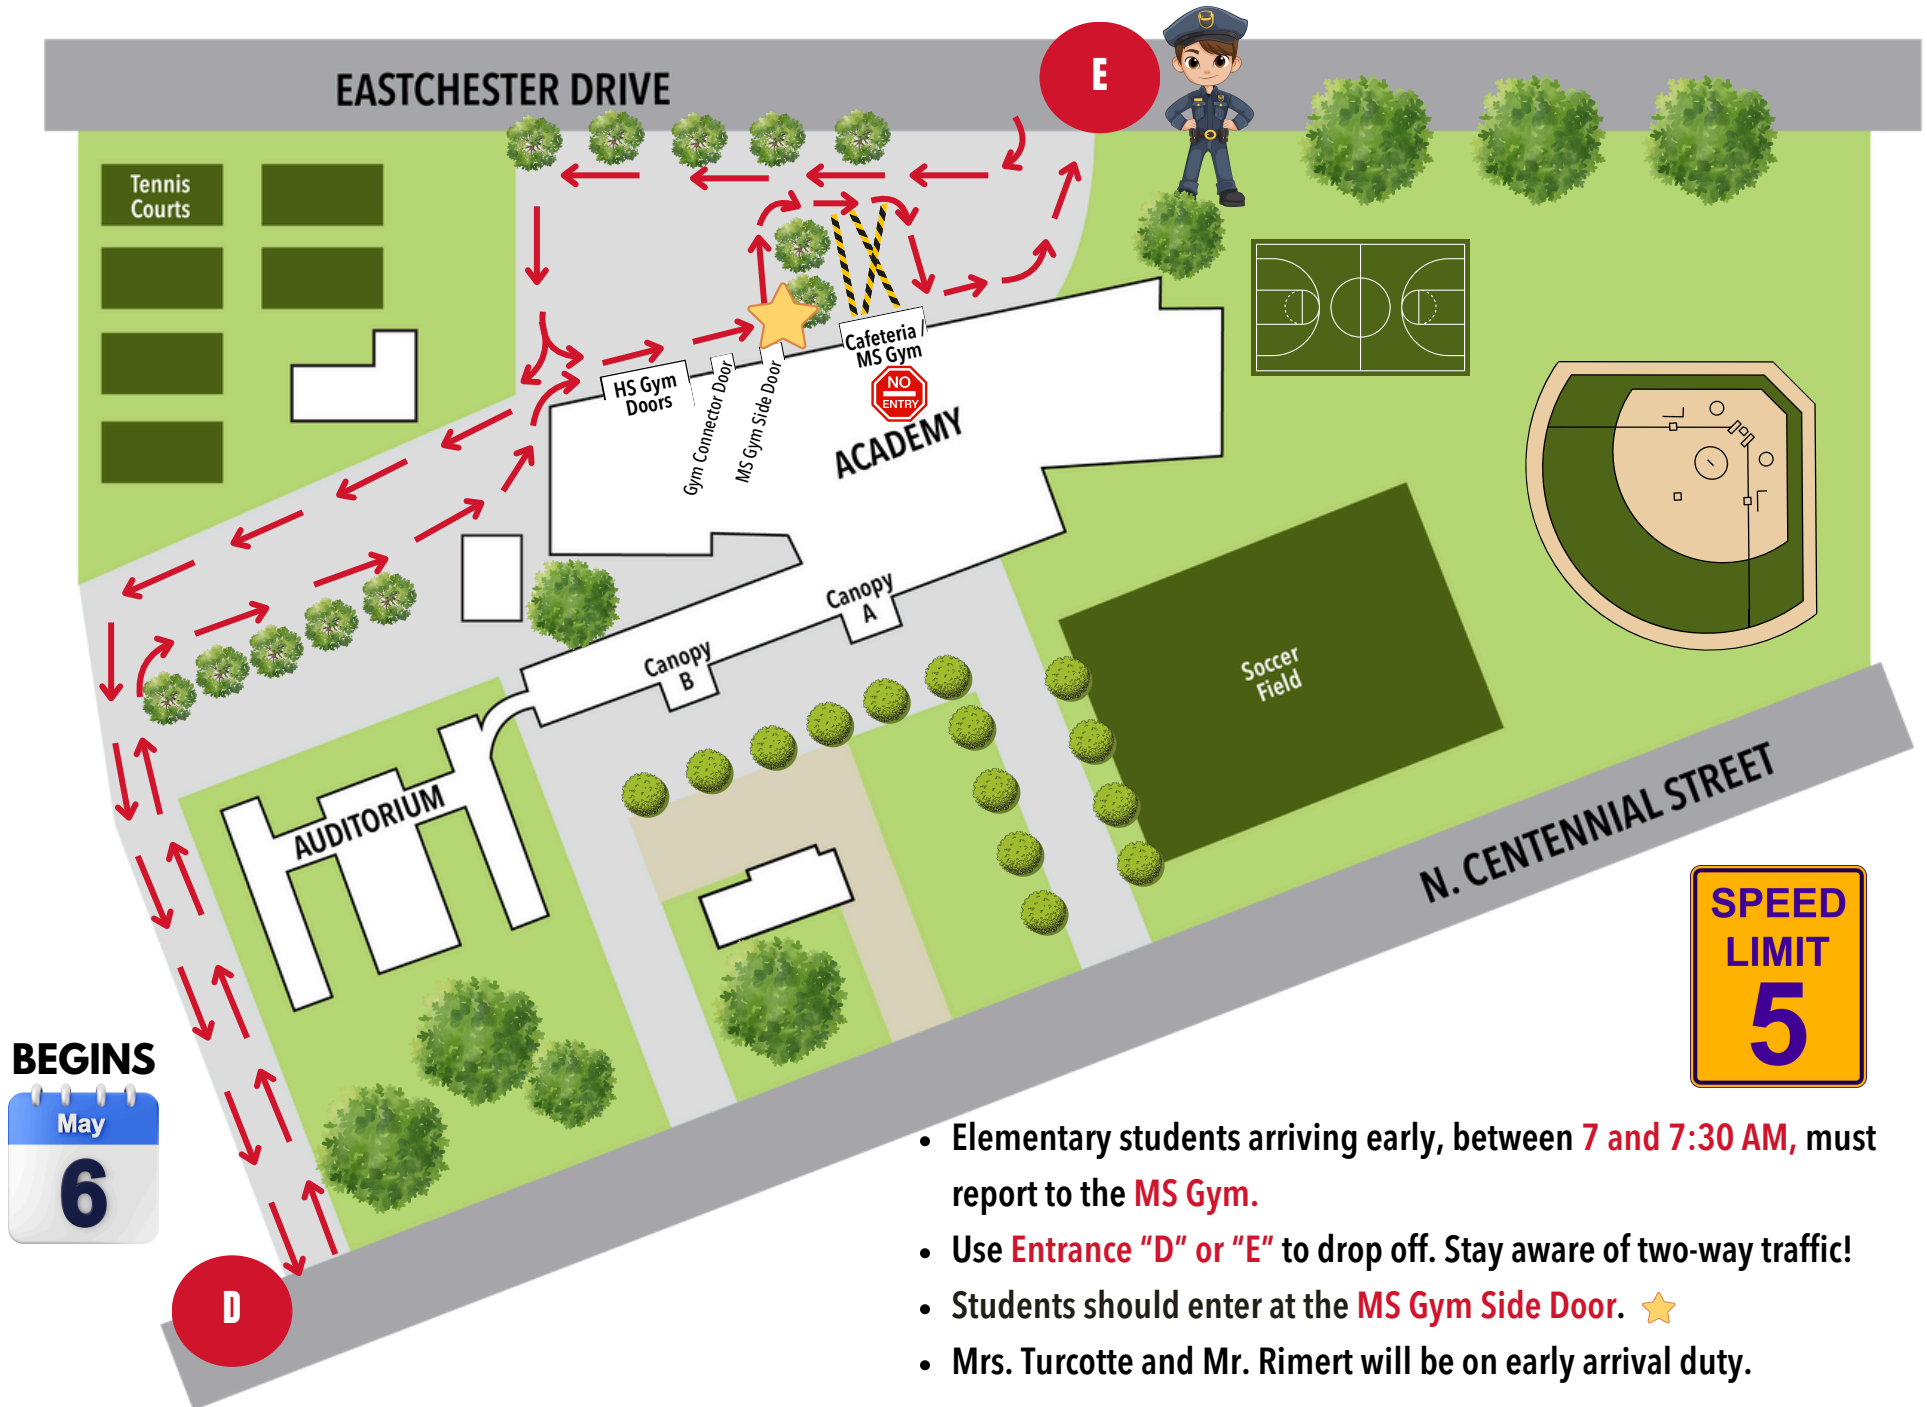 EASTCHESTER DRIVE
E
Tennis
Courts
HS Gym
Doors
Gym Connector Door
MS Gym Side Door
Cafeteria /
MS Gym
NO
ENTRY
ACADEMY
Canopy
A
Canopy
B
Soccer
Field
AUDITORIUM
N. CENTENNIAL STREET
SPEED
LIMIT
5
BEGINS
May
6
D
• Elementary students arriving early, between 7 and 7:30 AM, must
report to the MS Gym.
• Use Entrance “D” or “E” to drop off. Stay aware of two-way traffic!
• Students should enter at the MS Gym Side Door.
• Mrs. Turcotte and Mr. Rimert will be on early arrival duty.